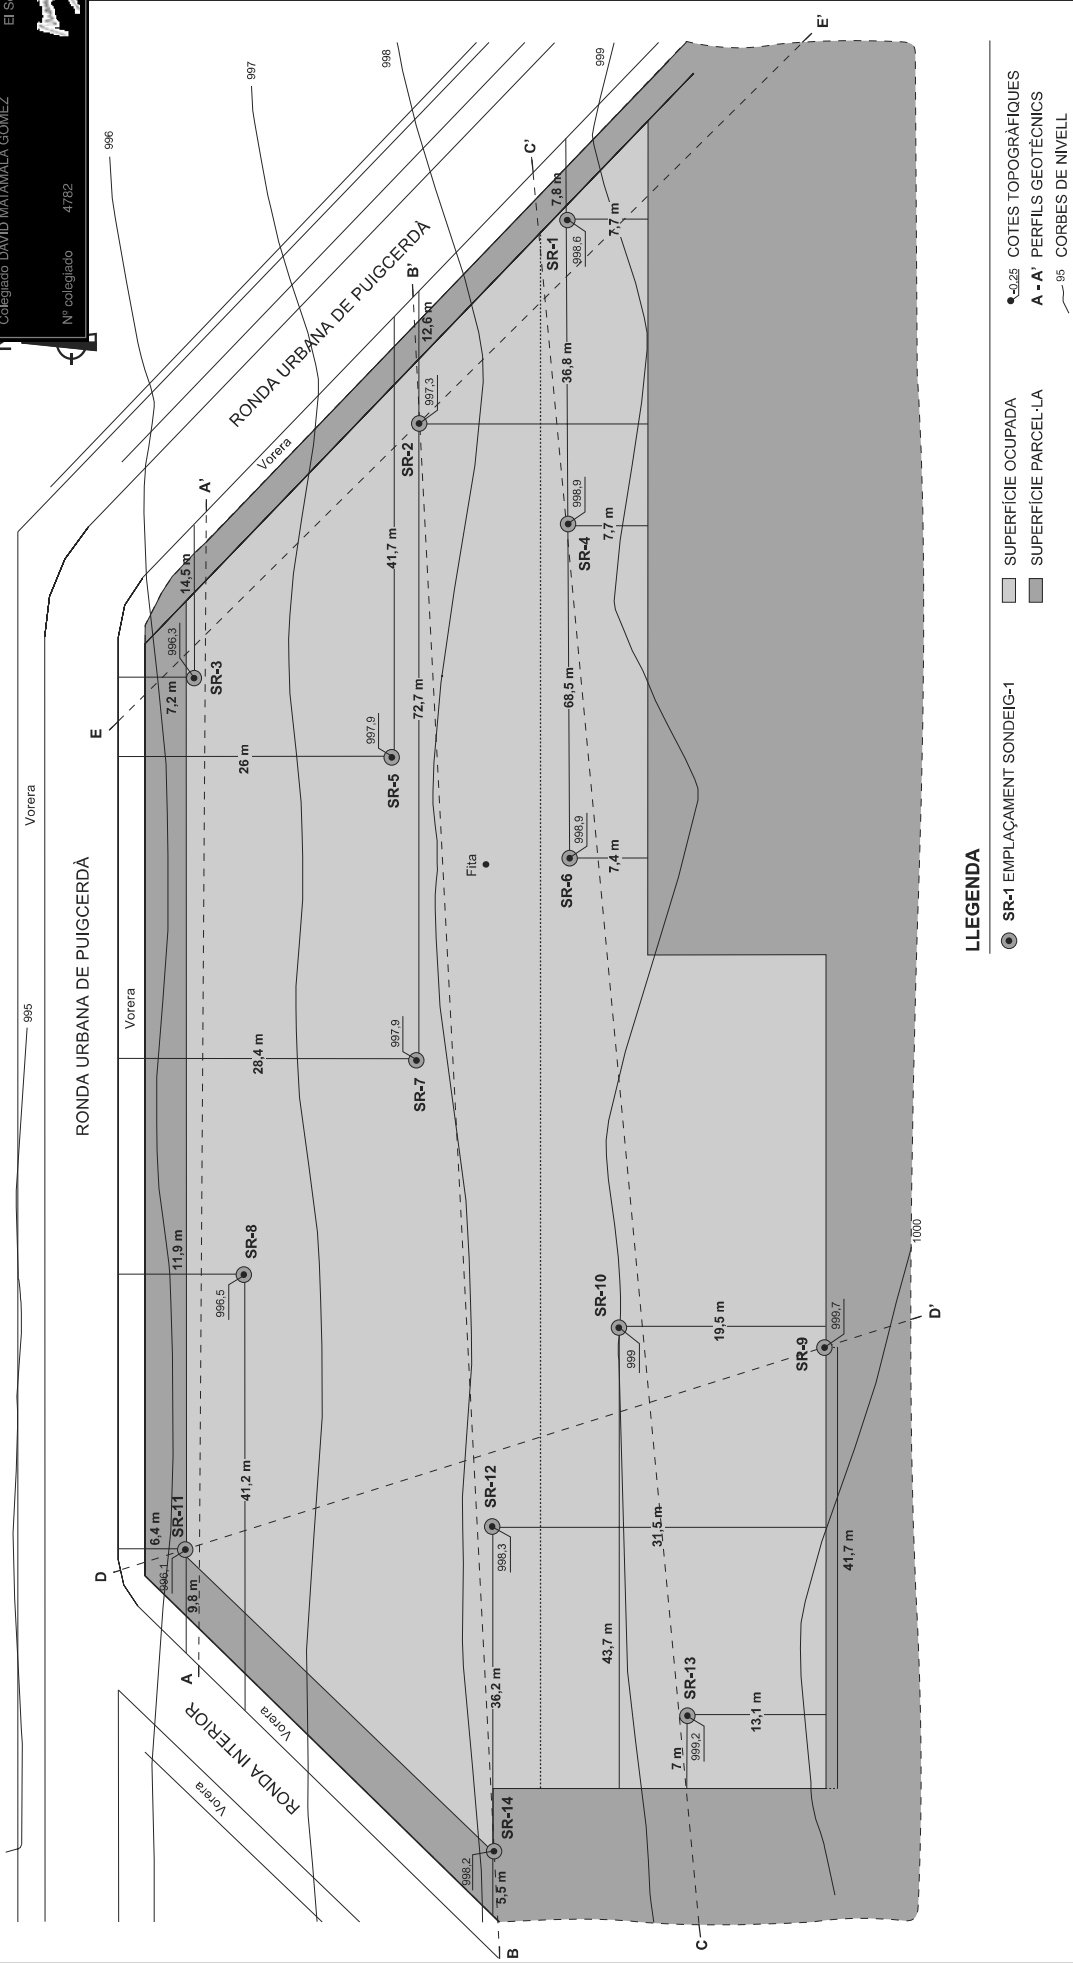 El S
Colegiado DAVID MATAMALA GOMEZ
Nº colegiado 4782
995
996
997
998
999
1000
Vorera
RONDA URBANA DE PUIGCERDÀ
Vorera
RONDA URBANA DE PUIGCERDÀ
Vorera
RONDA INTERIOR
Vorera
Vorera
A
A'
B
B'
C
C'
D
D'
E
E'
SR-1
998,6
7,8 m
7,7 m
36,8 m
SR-2
997,3
12,6 m
72,7 m
SR-3
996,3
14,5 m
7,2 m
SR-4
998,9
7,7 m
68,5 m
SR-5
997,9
41,7 m
26 m
SR-6
998,9
7,4 m
Fita
SR-7
997,9
28,4 m
SR-8
996,5
11,9 m
41,2 m
SR-9
999,7
41,7 m
SR-10
999
19,5 m
43,7 m
SR-11
996,1
6,4 m
9,8 m
SR-12
998,3
31,5 m
36,2 m
SR-13
999,2
13,1 m
7 m
SR-14
998,2
5,5 m
LLEGENDA
SR-1 EMPLAÇAMENT SONDEIG-1
SUPERFÍCIE OCUPADA
SUPERFÍCIE PARCEL·LA
-0.25 COTES TOPOGRÀFIQUES
A - A' PERFILS GEOTÈCNICS
95 CORBES DE NIVELL